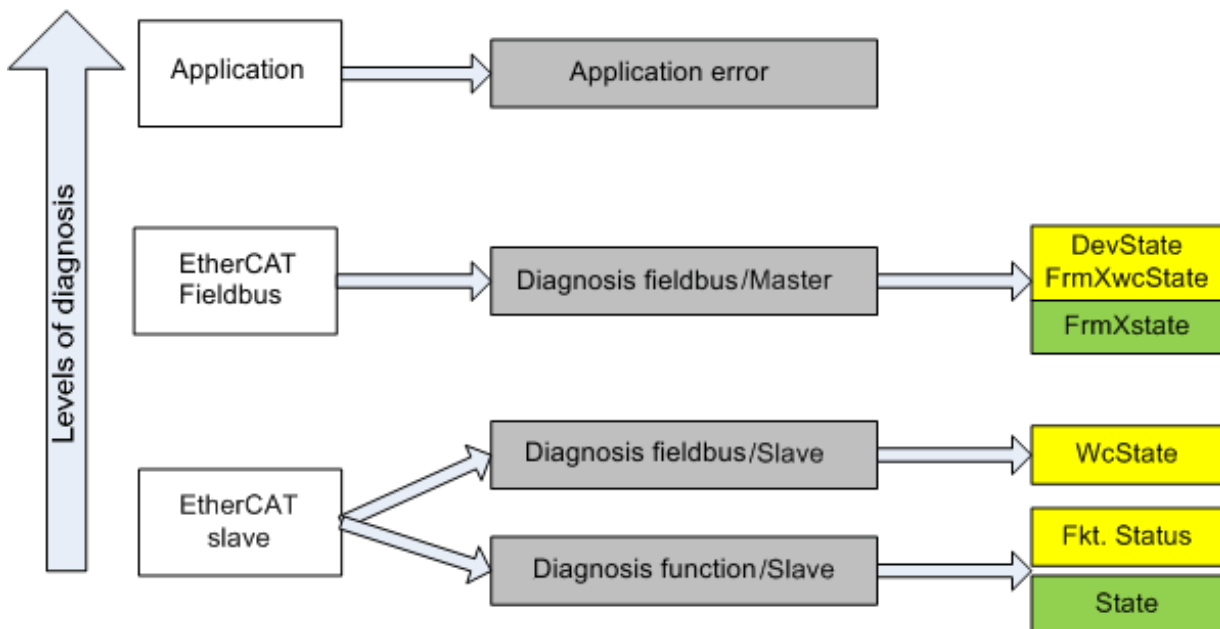 Levels of diagnosis
Application
Application error
EtherCAT
Fieldbus
Diagnosis fieldbus/Master
DevState
FrmXwcState
FrmXstate
EtherCAT
slave
Diagnosis fieldbus/Slave
WcState
Diagnosis function/Slave
Fkt. Status
State